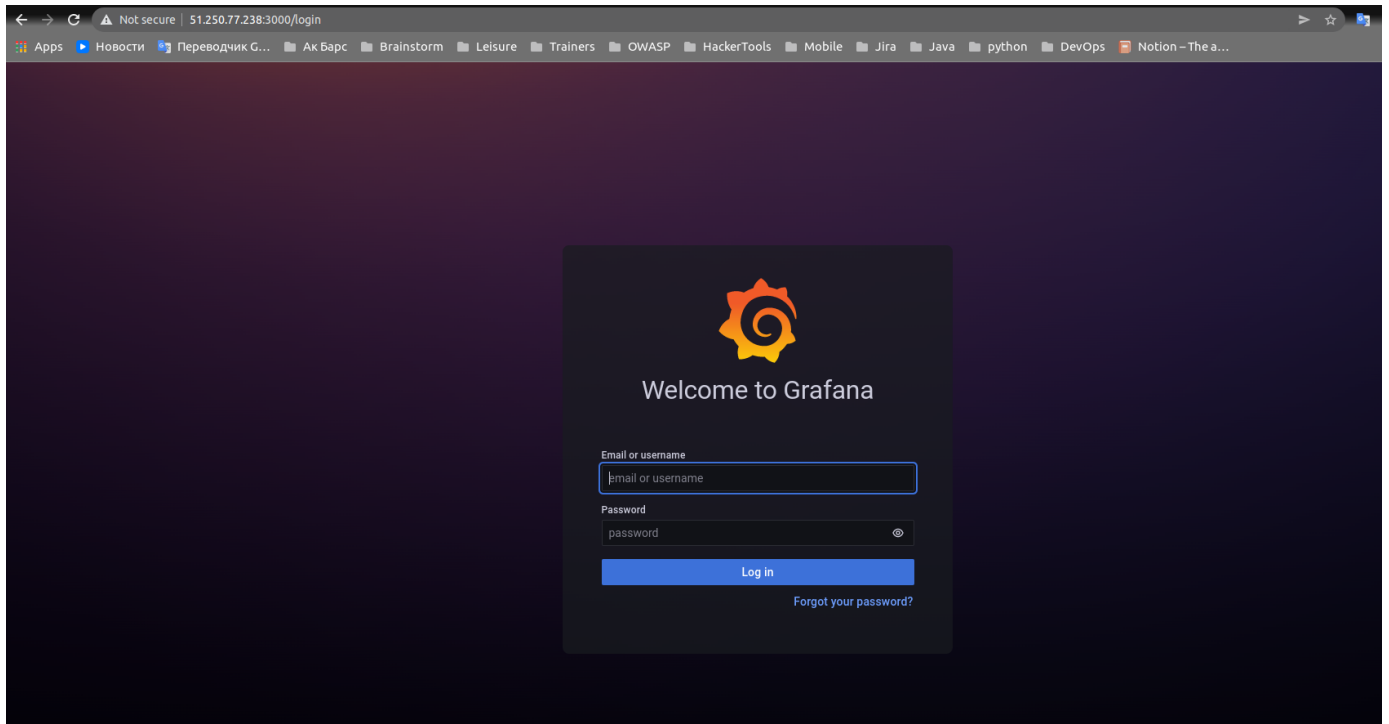 Not secure | 51.250.77.238:3000/login
Apps Новости Переводчик G... Ак Барс Brainstorm Leisure Trainers OWASP HackerTools Mobile Jira Java python DevOps Notion – The a...
Welcome to Grafana
Email or username
email or username
Password
password
Log in
Forgot your password?